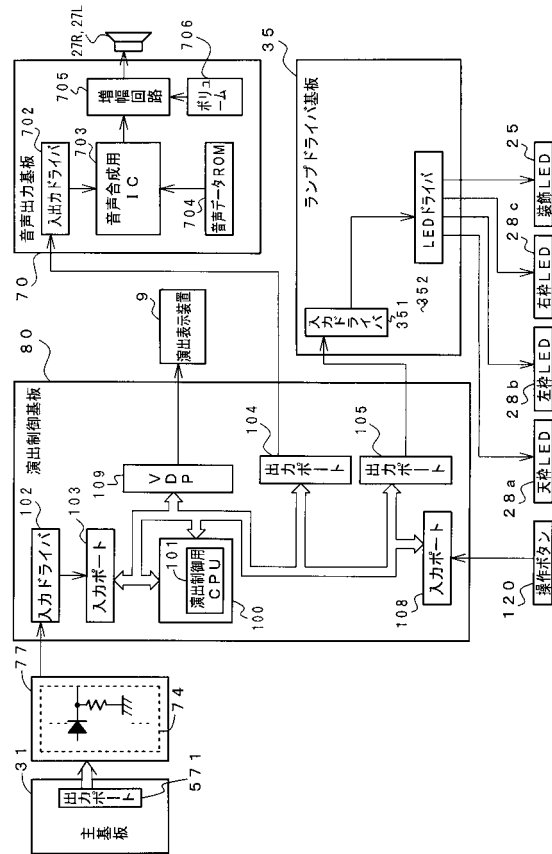 31
主基板
出力ポート
571
77
74
80
演出制御基板
102
入力ドライバ
103
入力ポート
101
演出制御用
CPU
100
109
VDP
9
演出表示装置
104
出力ポート
105
出力ポート
108
入力ポート
120
操作ボタン
70
音声出力基板
702
入出力ドライバ
703
音声合成用
IC
704
音声データROM
705
増幅回路
706
ボリューム
27R, 27L
35
ランプドライバ基板
入力ドライバ
351
352
LEDドライバ
28a
天枠LED
28b
左枠LED
28c
右枠LED
25
装飾LED